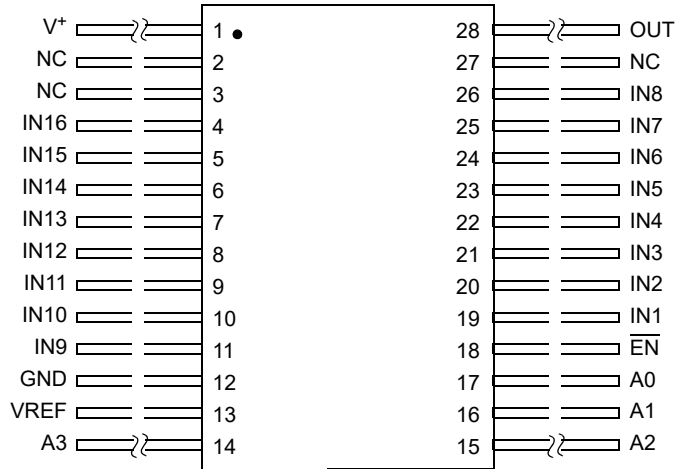 V+ 1 28 OUT
NC 2 27 NC
NC 3 26 IN8
IN16 4 25 IN7
IN15 5 24 IN6
IN14 6 23 IN5
IN13 7 22 IN4
IN12 8 21 IN3
IN11 9 20 IN2
IN10 10 19 IN1
IN9 11 18 E̅N̅
GND 12 17 A0
VREF 13 16 A1
A3 14 15 A2